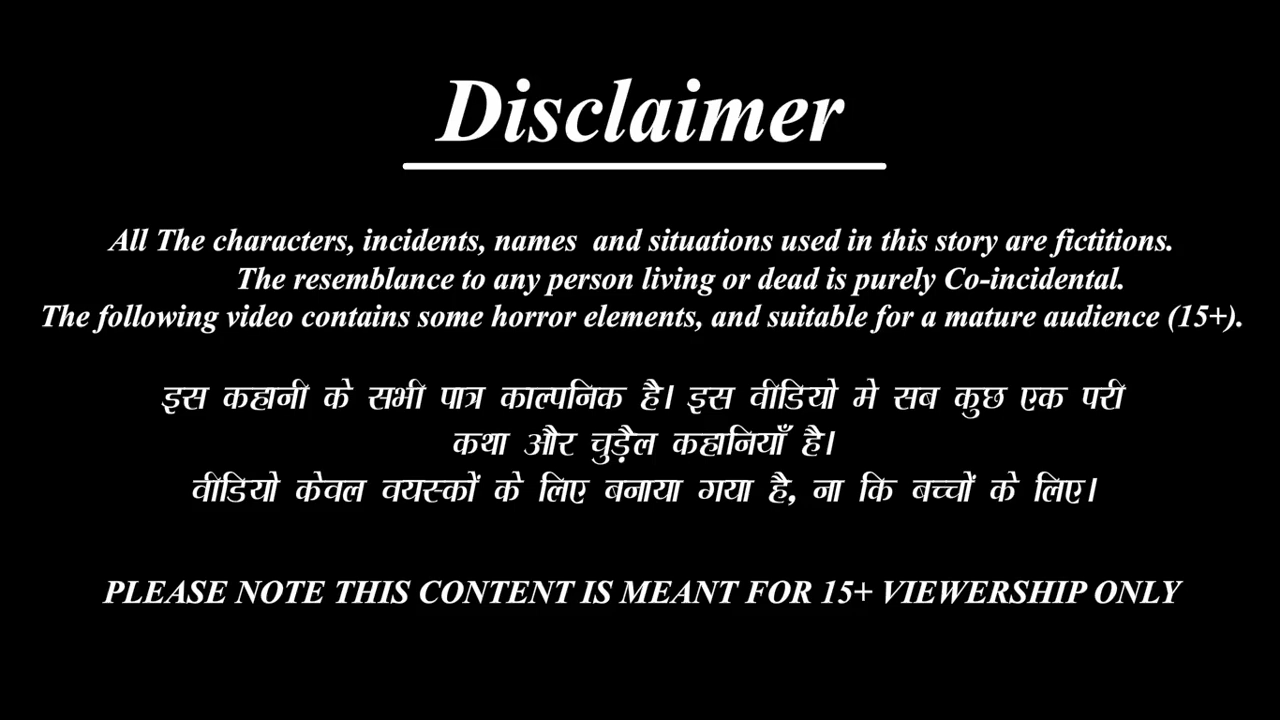 Disclaimer
All The characters, incidents, names and situations used in this story are fictitions.
The resemblance to any person living or dead is purely Co-incidental.
The following video contains some horror elements, and suitable for a mature audience (15+).
इस कहानी के सभी पात्र काल्पनिक है। इस वीडियो मे सब कुछ एक परी
कथा और चुड़ैल कहानियाँ है।
वीडियो केवल वयस्कों के लिए बनाया गया है, ना कि बच्चों के लिए।
PLEASE NOTE THIS CONTENT IS MEANT FOR 15+ VIEWERSHIP ONLY